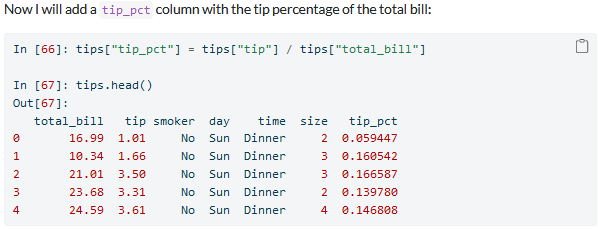 Now I will add a tip_pct column with the tip percentage of the total bill:
In [66]: tips["tip_pct"] = tips["tip"] / tips["total_bill"]
In [67]: tips.head()
Out[67]:
   total_bill   tip smoker  day    time  size   tip_pct
0       16.99  1.01     No  Sun  Dinner     2  0.059447
1       10.34  1.66     No  Sun  Dinner     3  0.160542
2       21.01  3.50     No  Sun  Dinner     3  0.166587
3       23.68  3.31     No  Sun  Dinner     2  0.139780
4       24.59  3.61     No  Sun  Dinner     4  0.146808